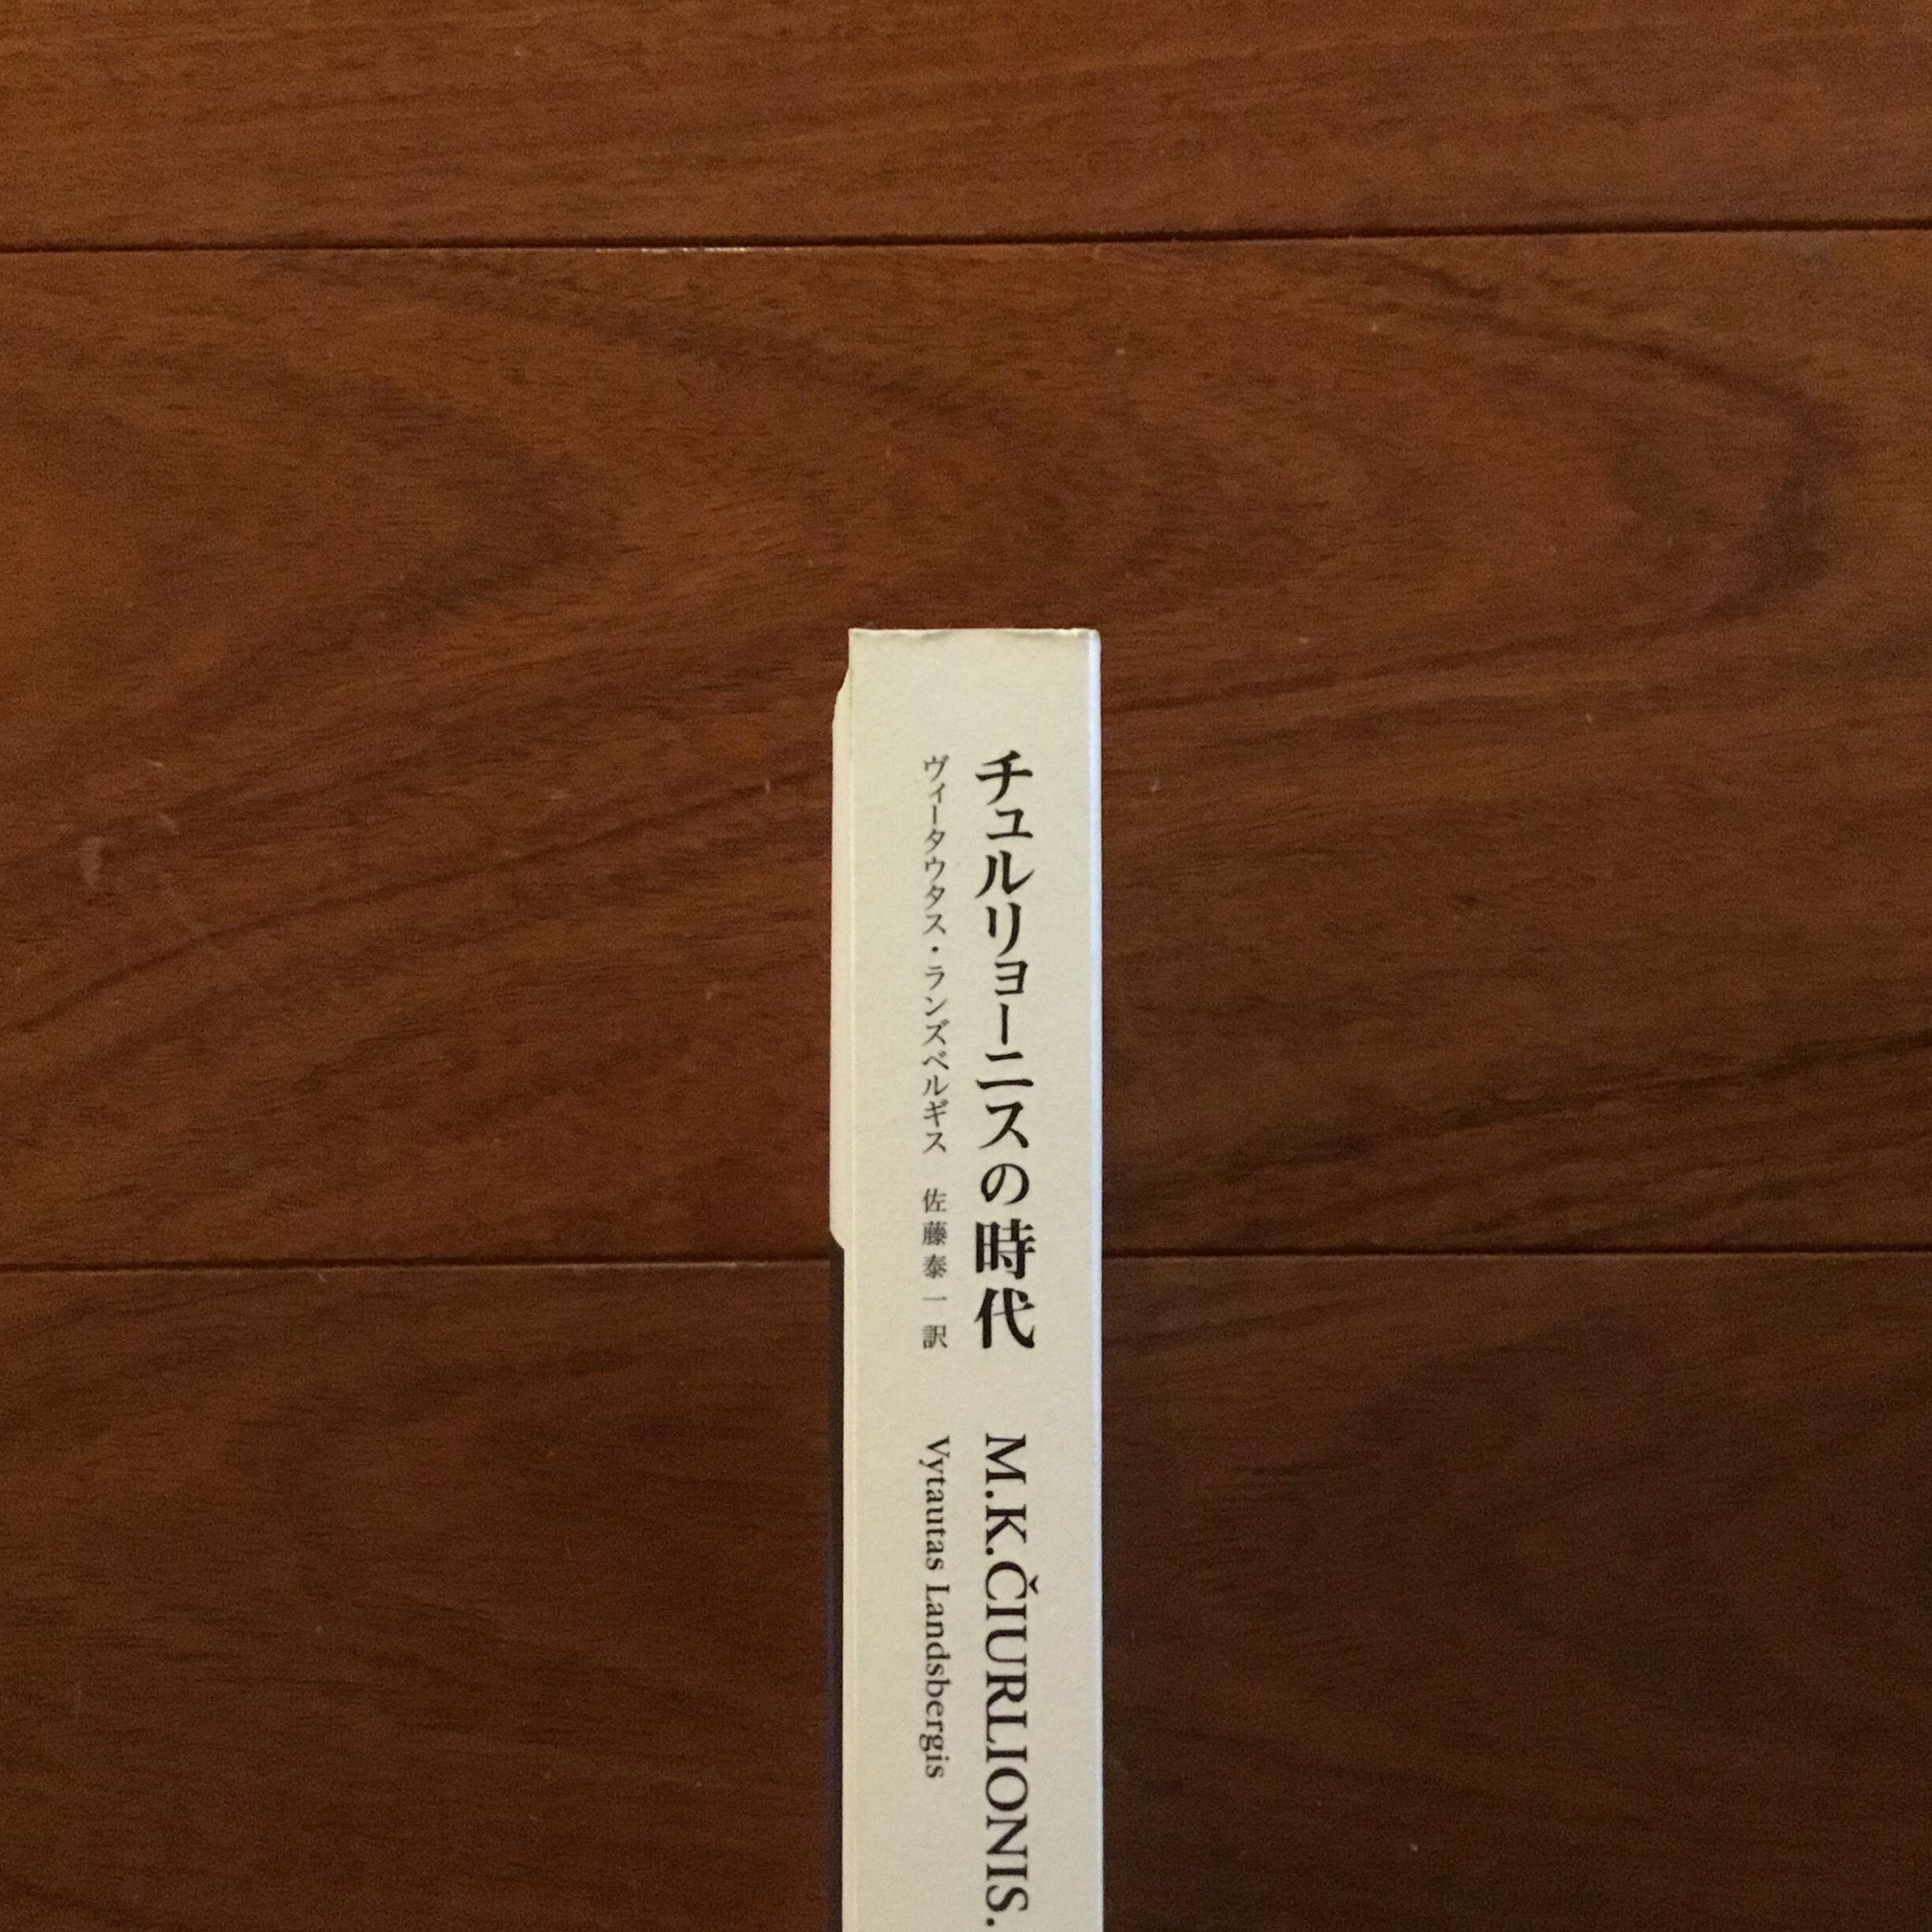 チュルリョーニスの時代 M.K.ČIURLIONIS.
ヴィータウタス・ランズベルギス 佐藤泰一 訳 Vytautas Landsbergis